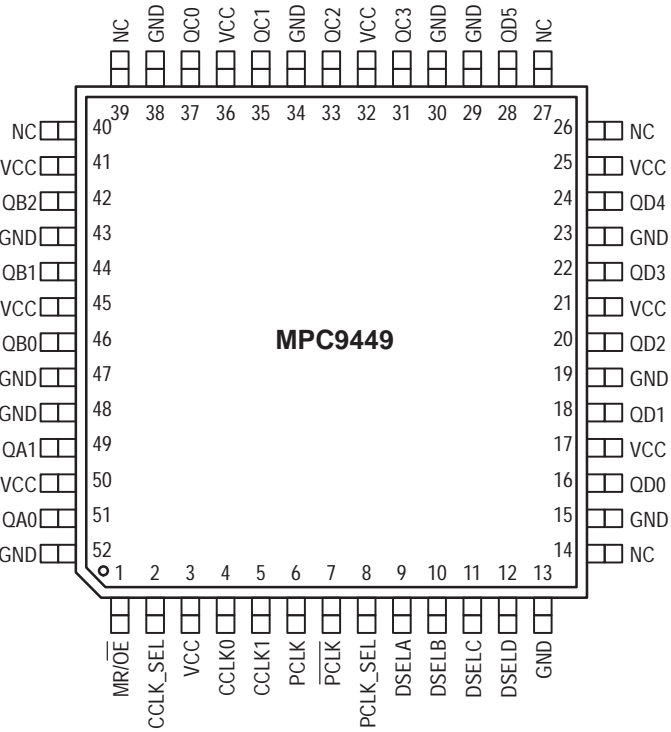 NC
GND
QC0
VCC
QC1
GND
QC2
VCC
QC3
GND
GND
QD5
NC
39 38 37 36 35 34 33 32 31 30 29 28 27
NC 40 26 NC
VCC 41 25 VCC
QB2 42 24 QD4
GND 43 23 GND
QB1 44 22 QD3
VCC 45 21 VCC
QB0 46 MPC9449 20 QD2
GND 47 19 GND
GND 48 18 QD1
QA1 49 17 VCC
VCC 50 16 QD0
QA0 51 15 GND
GND 52 14 NC
1 2 3 4 5 6 7 8 9 10 11 12 13
MR/O̅E̅
CCLK_SEL
VCC
CCLK0
CCLK1
PCLK
P̅C̅L̅K̅
PCLK_SEL
DSELA
DSELB
DSELC
DSELD
GND